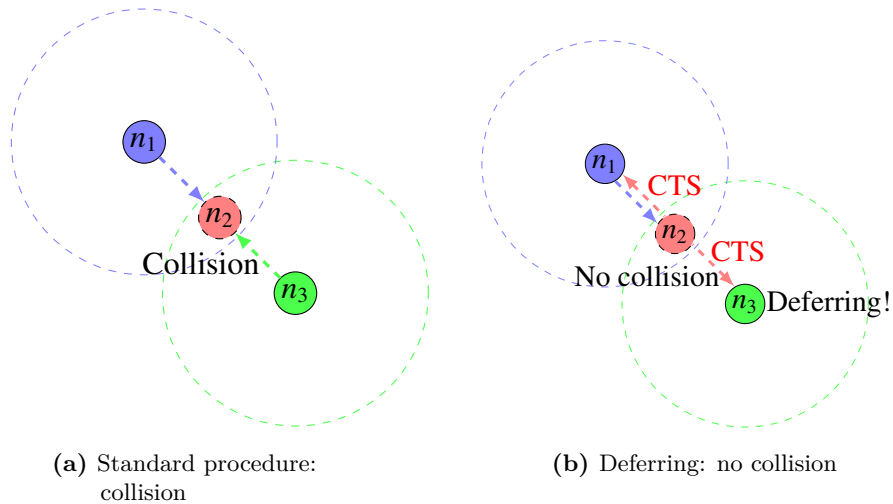 n₁
n₂
Collision
n₃
(a) Standard procedure:
collision
n₁
CTS
n₂
CTS
No collision
n₃ Deferring!
(b) Deferring: no collision